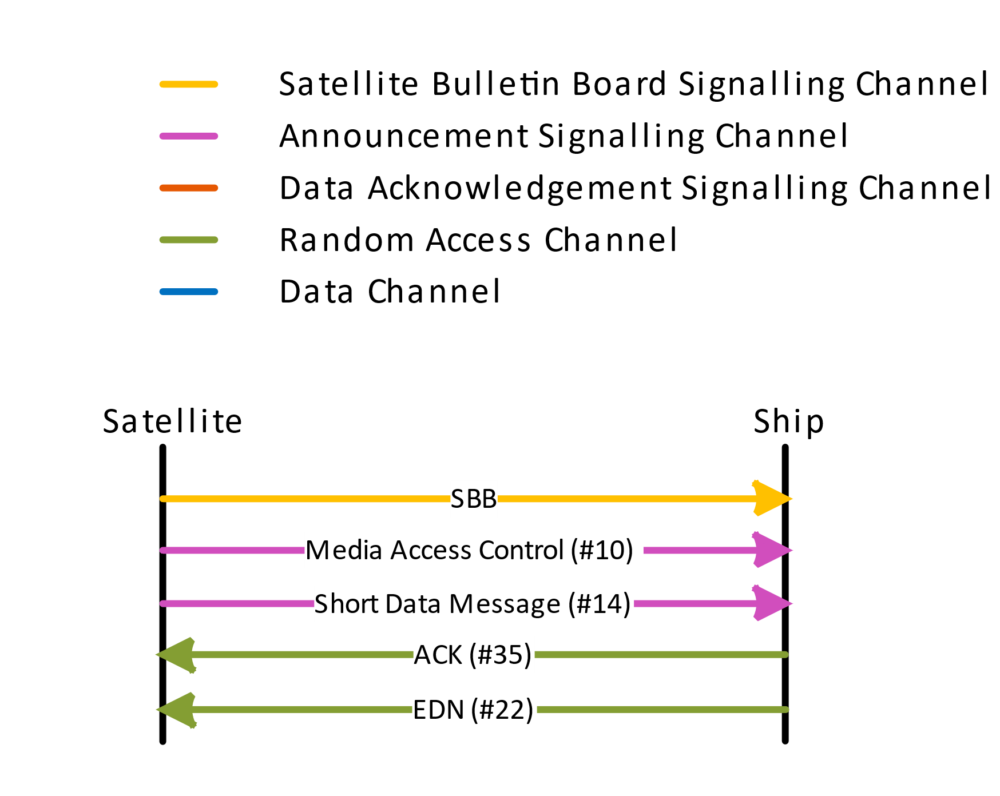 Satellite Bulletin Board Signalling Channel
Announcement Signalling Channel
Data Acknowledgement Signalling Channel
Random Access Channel
Data Channel
Satellite
Ship
SBB
Media Access Control (#10)
Short Data Message (#14)
ACK (#35)
EDN (#22)